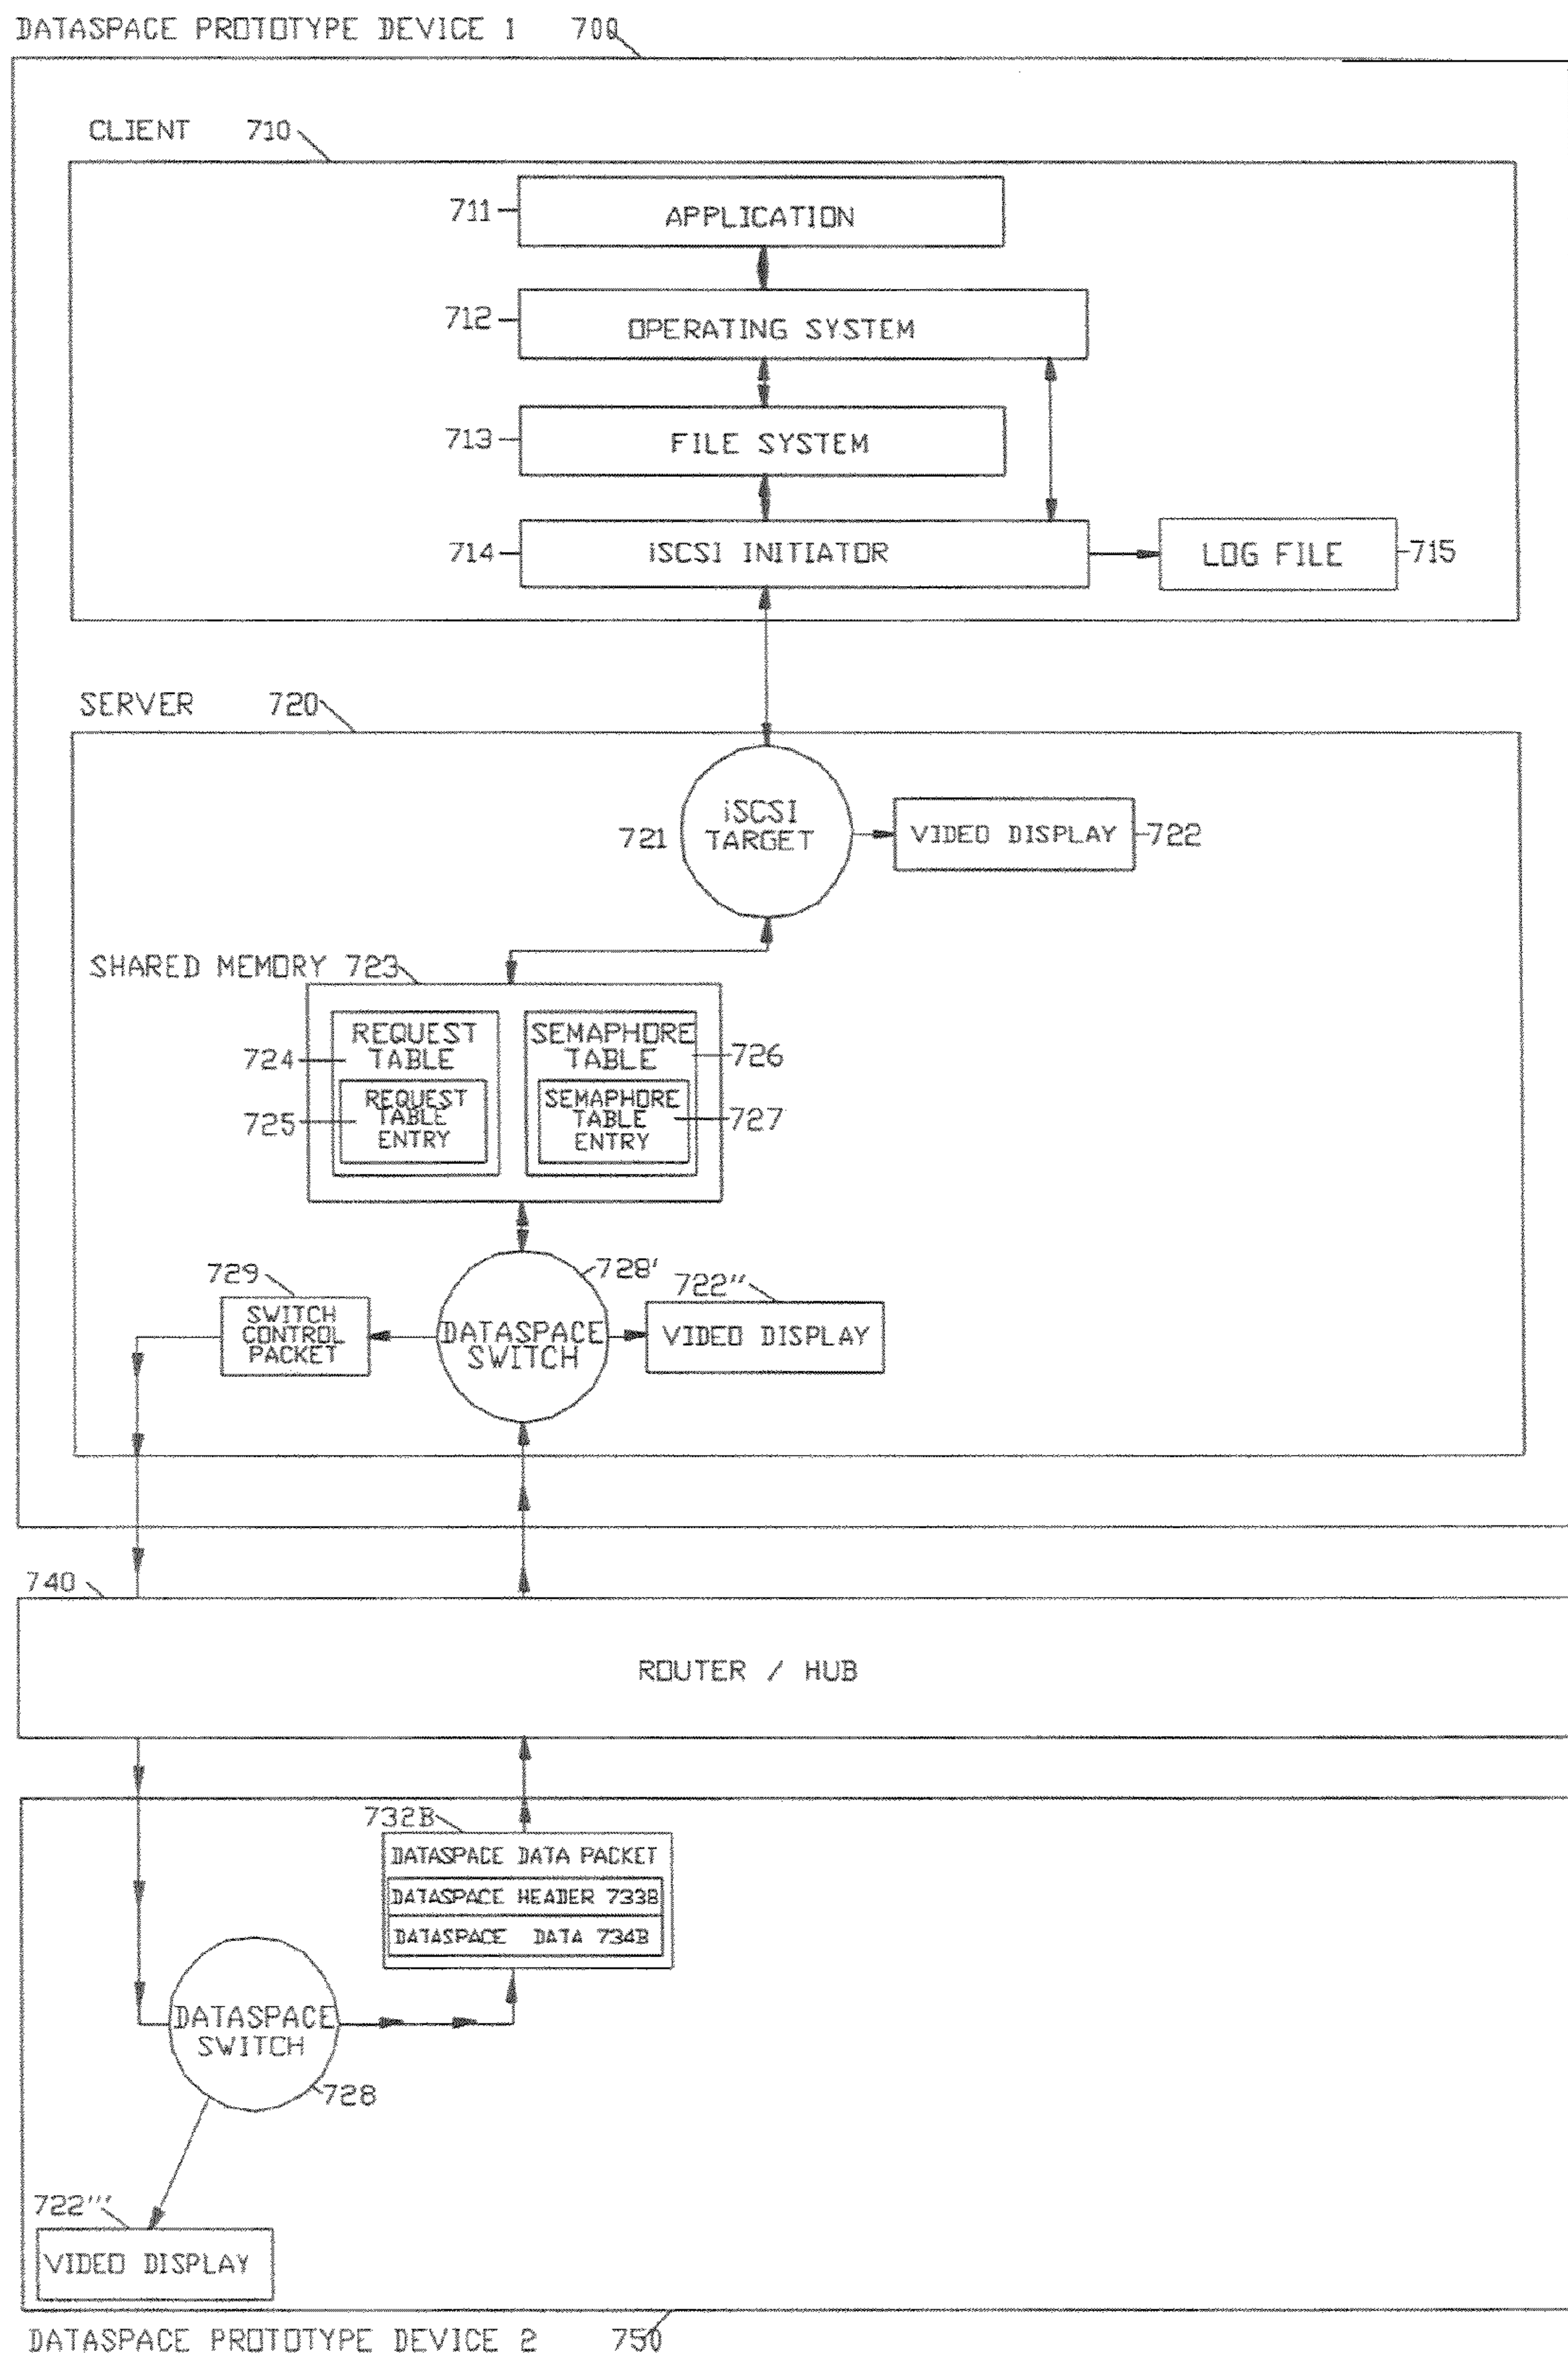 DATASPACE PROTOTYPE DEVICE 1 700
CLIENT 710
711
APPLICATION
712
OPERATING SYSTEM
713
FILE SYSTEM
714
iSCSI INITIATOR
LOG FILE
715
SERVER 720
721
iSCSI
TARGET
VIDEO DISPLAY
722
SHARED MEMORY 723
724
REQUEST
TABLE
725
REQUEST
TABLE
ENTRY
SEMAPHORE
TABLE
726
SEMAPHORE
TABLE
ENTRY
727
729
SWITCH
CONTROL
PACKET
728'
DATASPACE
SWITCH
722''
VIDEO DISPLAY
740
ROUTER / HUB
732B
DATASPACE DATA PACKET
DATASPACE HEADER 733B
DATASPACE DATA 734B
DATASPACE
SWITCH
728
722'''
VIDEO DISPLAY
DATASPACE PROTOTYPE DEVICE 2 750